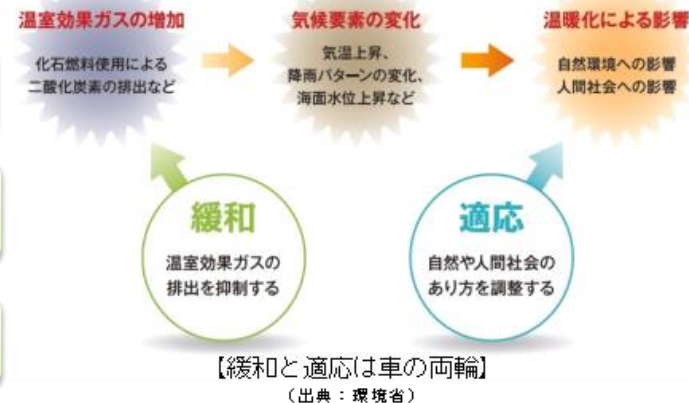 温室効果ガスの増加
化石燃料使用による
二酸化炭素の排出など
気候要素の変化
気温上昇、
降雨パターンの変化、
海面水位上昇など
温暖化による影響
自然環境への影響
人間社会への影響
緩和
温室効果ガスの
排出を抑制する
適応
自然や人間社会の
あり方を調整する
【緩和と適応は車の両輪】
（出典：環境省）